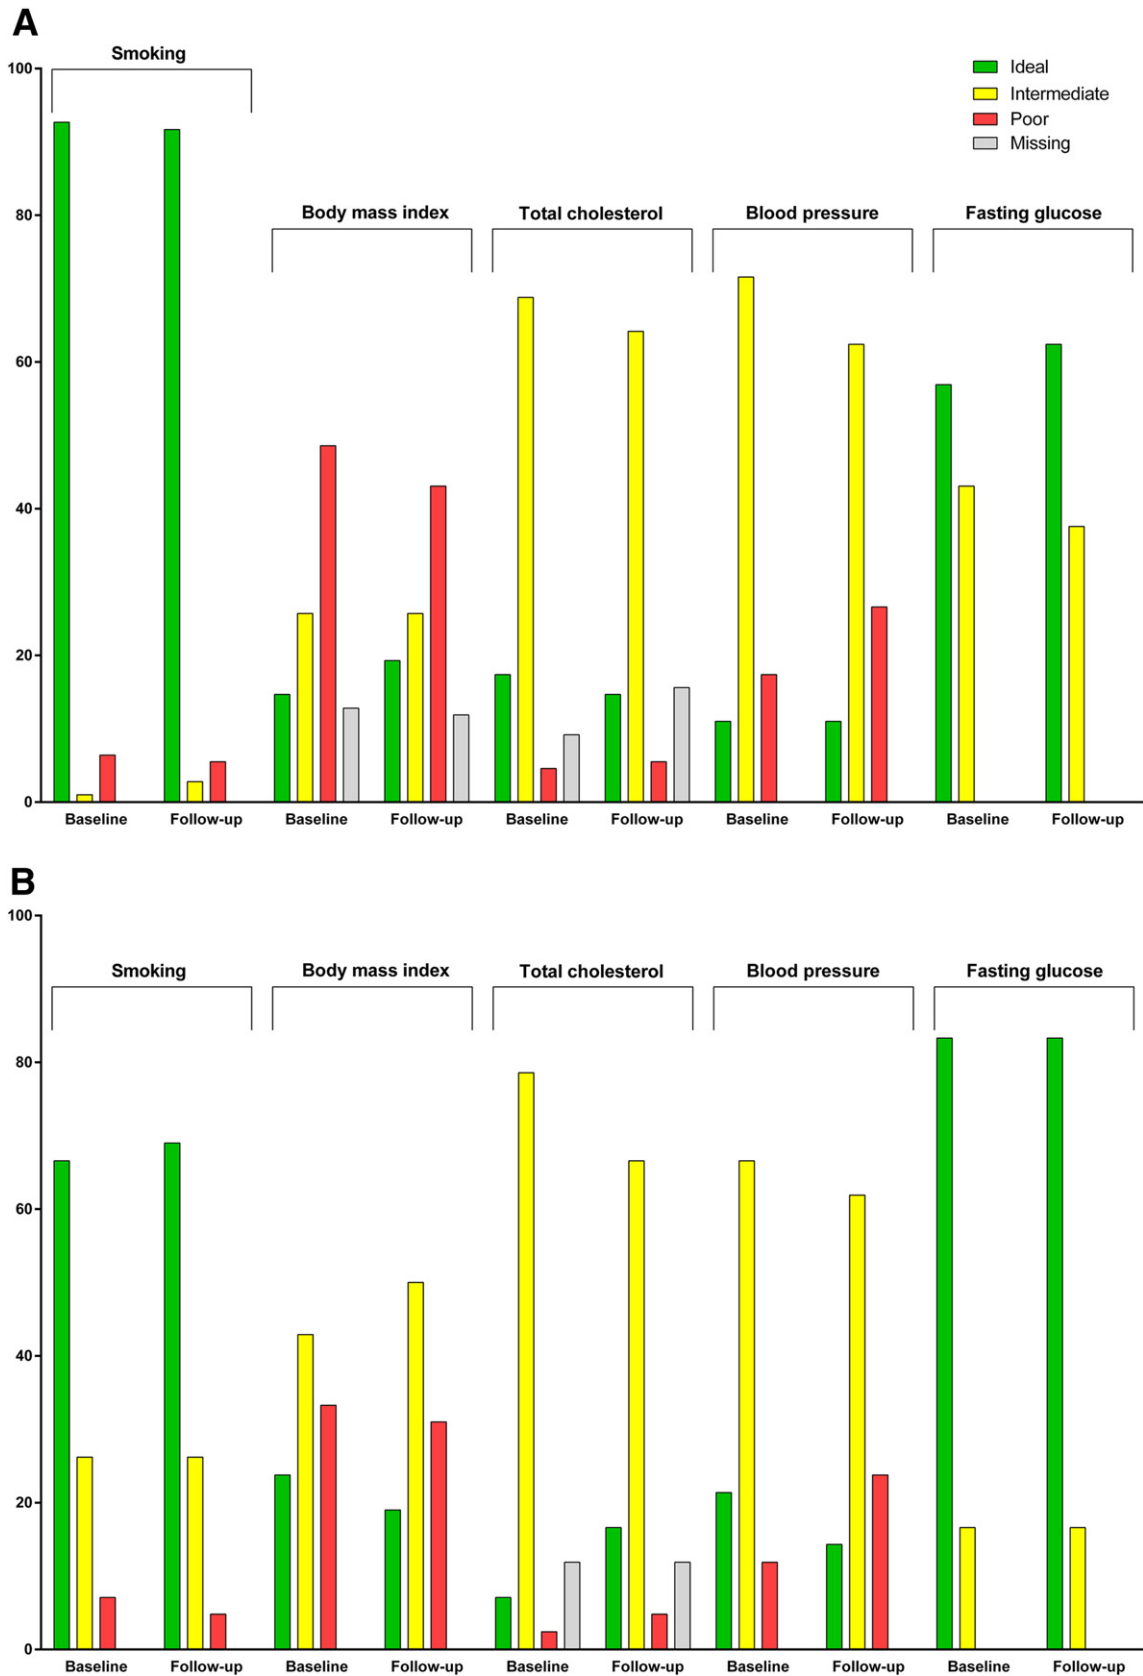 A
Smoking
100
Ideal
Intermediate
Poor
Missing
80
Body mass index Total cholesterol Blood pressure Fasting glucose
60
40
20
0
Baseline Follow-up Baseline Follow-up Baseline Follow-up Baseline Follow-up Baseline Follow-up
B
100
Smoking Body mass index Total cholesterol Blood pressure Fasting glucose
80
60
40
20
0
Baseline Follow-up Baseline Follow-up Baseline Follow-up Baseline Follow-up Baseline Follow-up